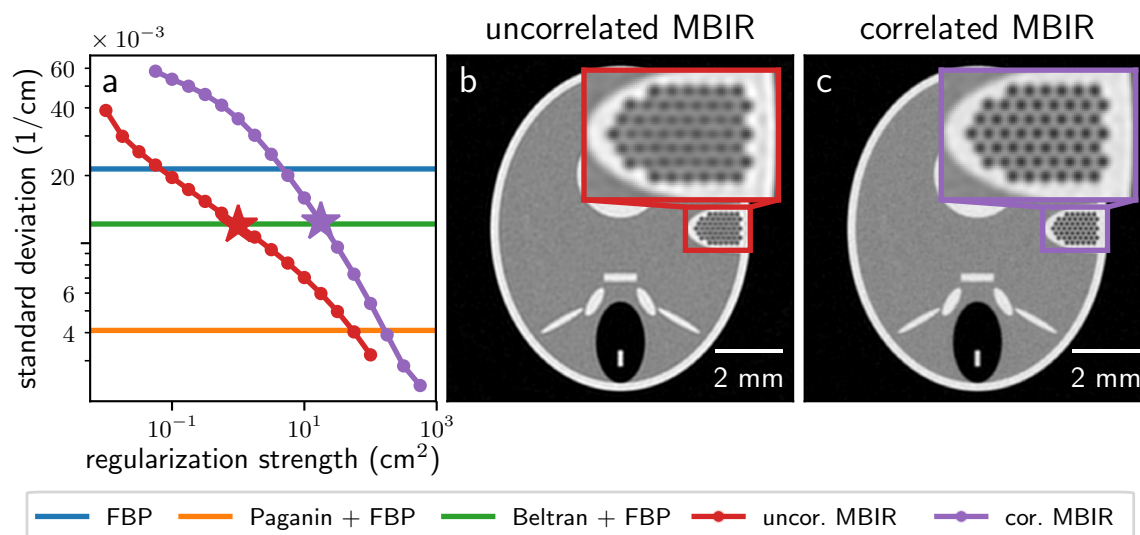 uncorrelated MBIR
correlated MBIR
× 10⁻³
a
b
c
60
40
20
6
4
standard deviation (1/cm)
10⁻¹
10¹
10³
regularization strength (cm²)
2 mm
2 mm
FBP
Paganin + FBP
Beltran + FBP
uncor. MBIR
cor. MBIR